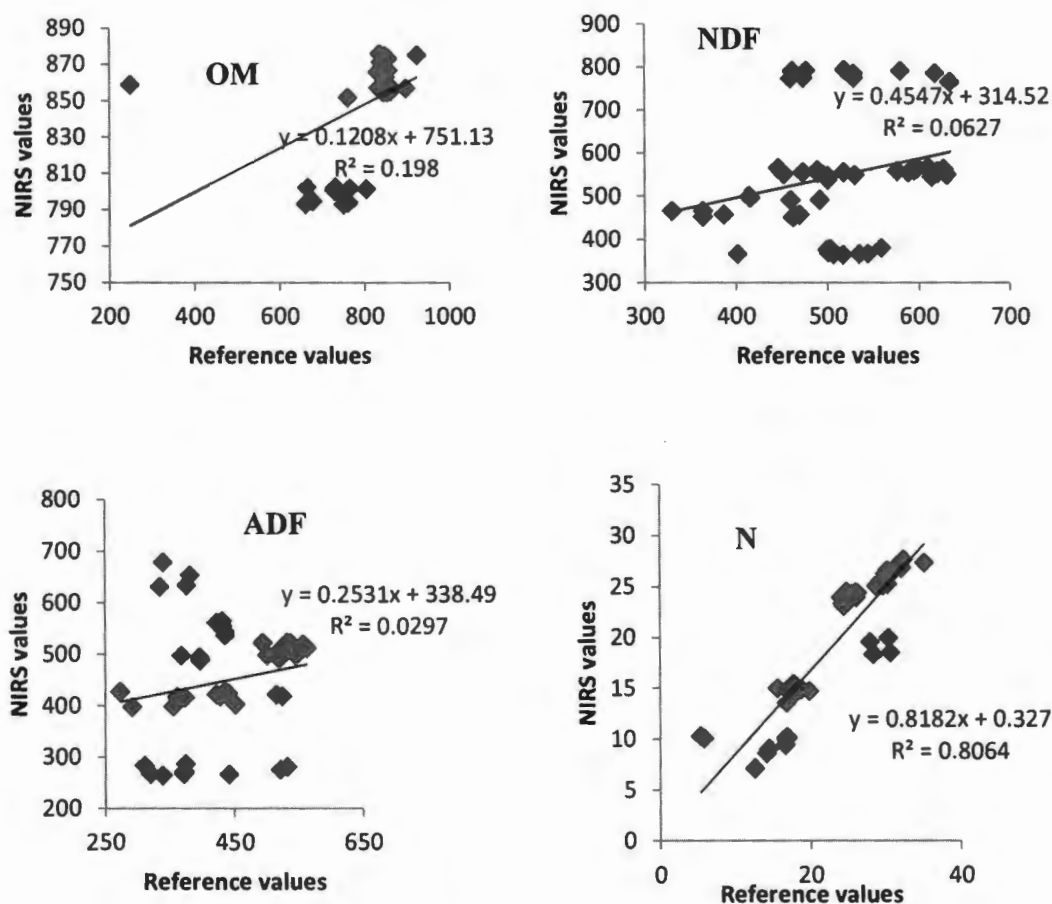 OM
NIRS values
890
870
850
830
810
790
770
750
y = 0.1208x + 751.13
R² = 0.198
200 400 600 800 1000
Reference values
NDF
NIRS values
900
800
700
600
500
400
300
y = 0.4547x + 314.52
R² = 0.0627
300 400 500 600 700
Reference values
ADF
NIRS values
800
700
600
500
400
300
200
y = 0.2531x + 338.49
R² = 0.0297
250 450 650
Reference values
N
NIRS values
35
30
25
20
15
10
5
0
y = 0.8182x + 0.327
R² = 0.8064
0 20 40
Reference values